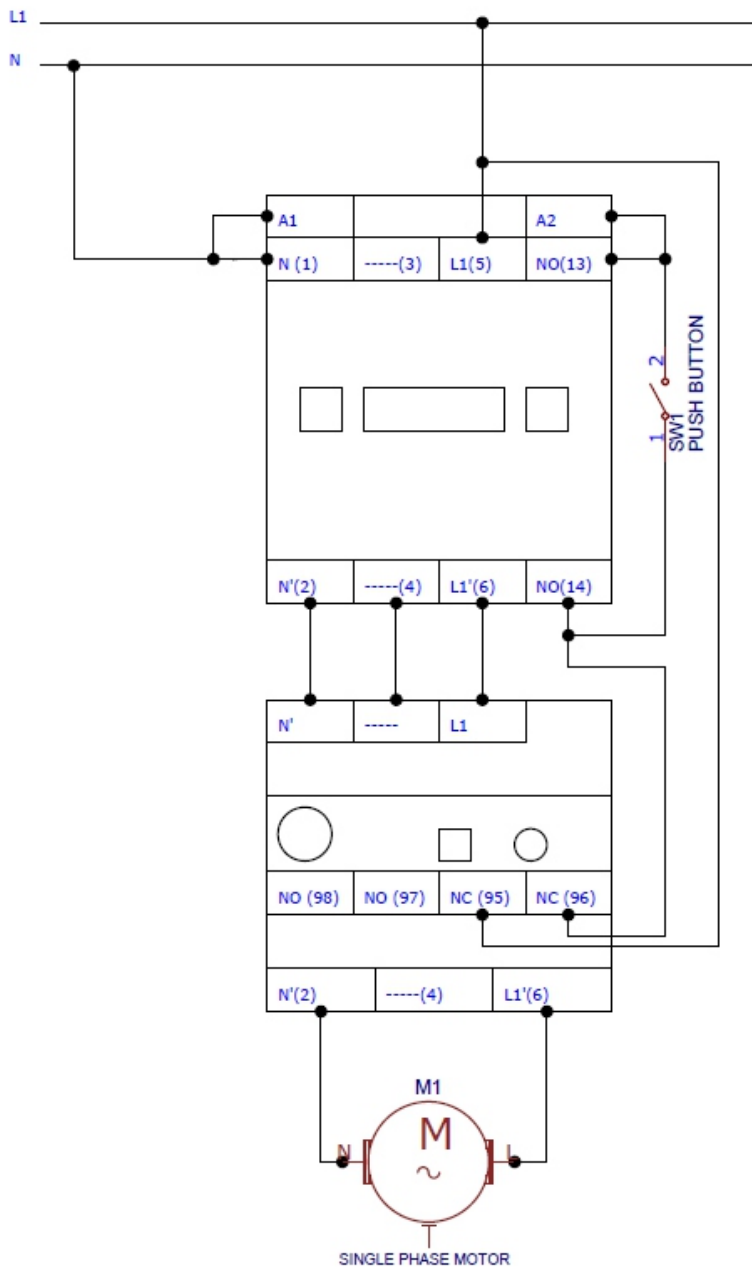 L1
N
A1 A2
N (1) -----(3) L1(5) NO(13)
2
1
SW1
PUSH BUTTON
N'(2) -----(4) L1'(6) NO(14)
N' ----- L1
NO (98) NO (97) NC (95) NC (96)
N'(2) -----(4) L1'(6)
M1
M
N L
SINGLE PHASE MOTOR